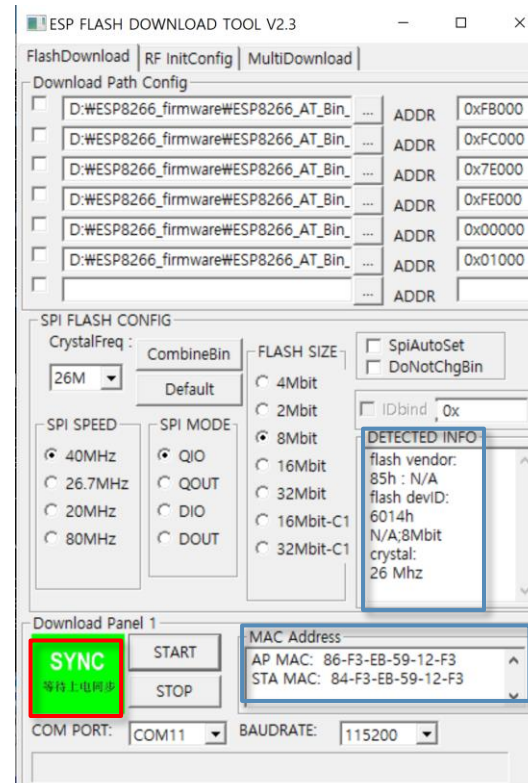 ESP FLASH DOWNLOAD TOOL V2.3
FlashDownload RF InitConfig MultiDownload
Download Path Config
D:₩ESP8266_firmware₩ESP8266_AT_Bin_ ... ADDR 0xFB000
D:₩ESP8266_firmware₩ESP8266_AT_Bin_ ... ADDR 0xFC000
D:₩ESP8266_firmware₩ESP8266_AT_Bin_ ... ADDR 0x7E000
D:₩ESP8266_firmware₩ESP8266_AT_Bin_ ... ADDR 0xFE000
D:₩ESP8266_firmware₩ESP8266_AT_Bin_ ... ADDR 0x00000
D:₩ESP8266_firmware₩ESP8266_AT_Bin_ ... ADDR 0x01000
... ADDR
SPI FLASH CONFIG
CrystalFreq :
26M
CombineBin
Default
SPI SPEED
40MHz
26.7MHz
20MHz
80MHz
SPI MODE
QIO
QOUT
DIO
DOUT
FLASH SIZE
4Mbit
2Mbit
8Mbit
16Mbit
32Mbit
16Mbit-C1
32Mbit-C1
SpiAutoSet
DoNotChgBin
IDbind 0x
DETECTED INFO
flash vendor:
85h : N/A
flash devID:
6014h
N/A;8Mbit
crystal:
26 Mhz
Download Panel 1
SYNC
等待上电同步
START
STOP
MAC Address
AP MAC: 86-F3-EB-59-12-F3
STA MAC: 84-F3-EB-59-12-F3
COM PORT: COM11 BAUDRATE: 115200